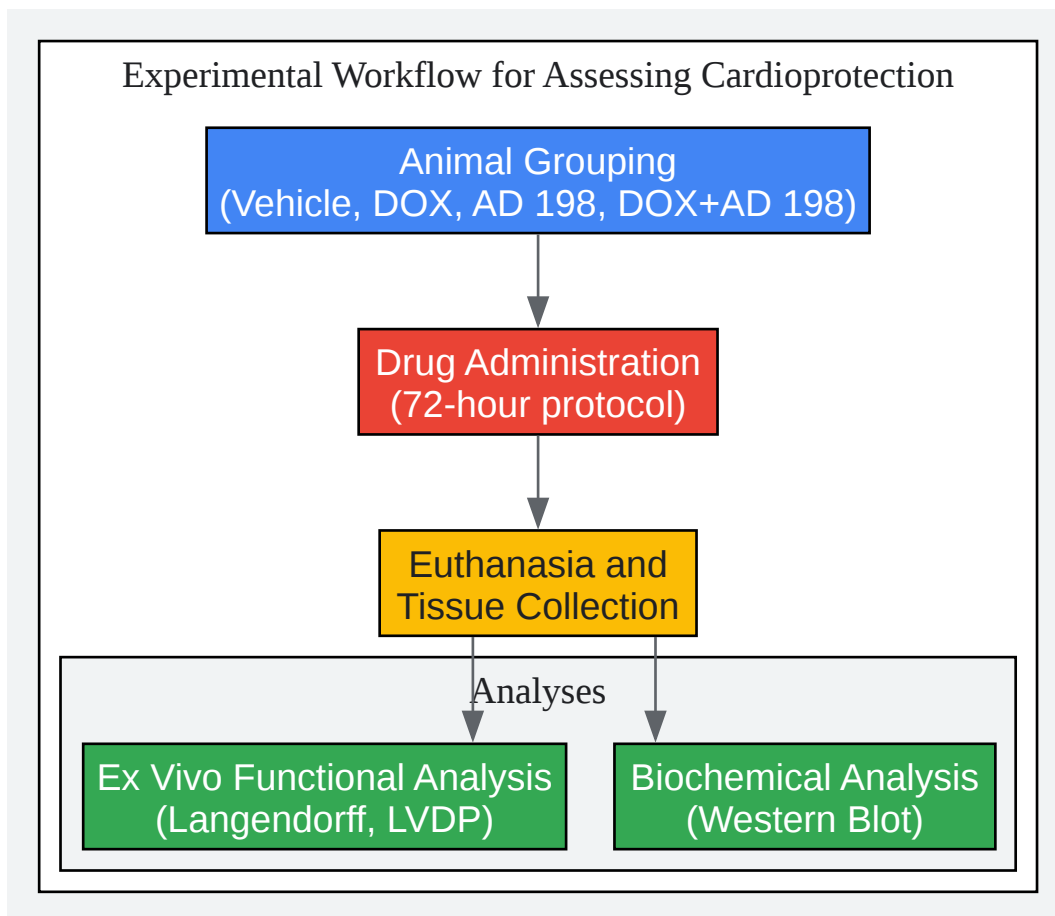 Experimental Workflow for Assessing Cardioprotection
Animal Grouping
(Vehicle, DOX, AD 198, DOX+AD 198)
Drug Administration
(72-hour protocol)
Euthanasia and
Tissue Collection
Analyses
Ex Vivo Functional Analysis
(Langendorff, LVDP)
Biochemical Analysis
(Western Blot)